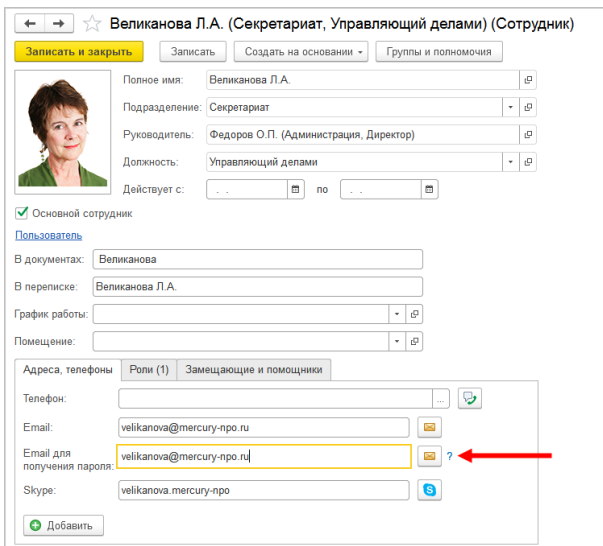 Великанова Л.А. (Секретариат, Управляющий делами) (Сотрудник)
Записать и закрыть Записать Создать на основании Группы и полномочия
Полное имя: Великанова Л.А.
Подразделение: Секретариат
Руководитель: Федоров О.П. (Администрация, Директор)
Должность: Управляющий делами
Действует с: . . по . .
Основной сотрудник
Пользователь
В документах: Великанова
В переписке: Великанова Л.А.
График работы:
Помещение:
Адреса, телефоны Роли (1) Замещающие и помощники
Телефон: ...
Email: velikanova@mercury-npo.ru
Email для
получения пароля: velikanova@mercury-npo.ru ?
Skype: velikanova.mercury-npo
Добавить